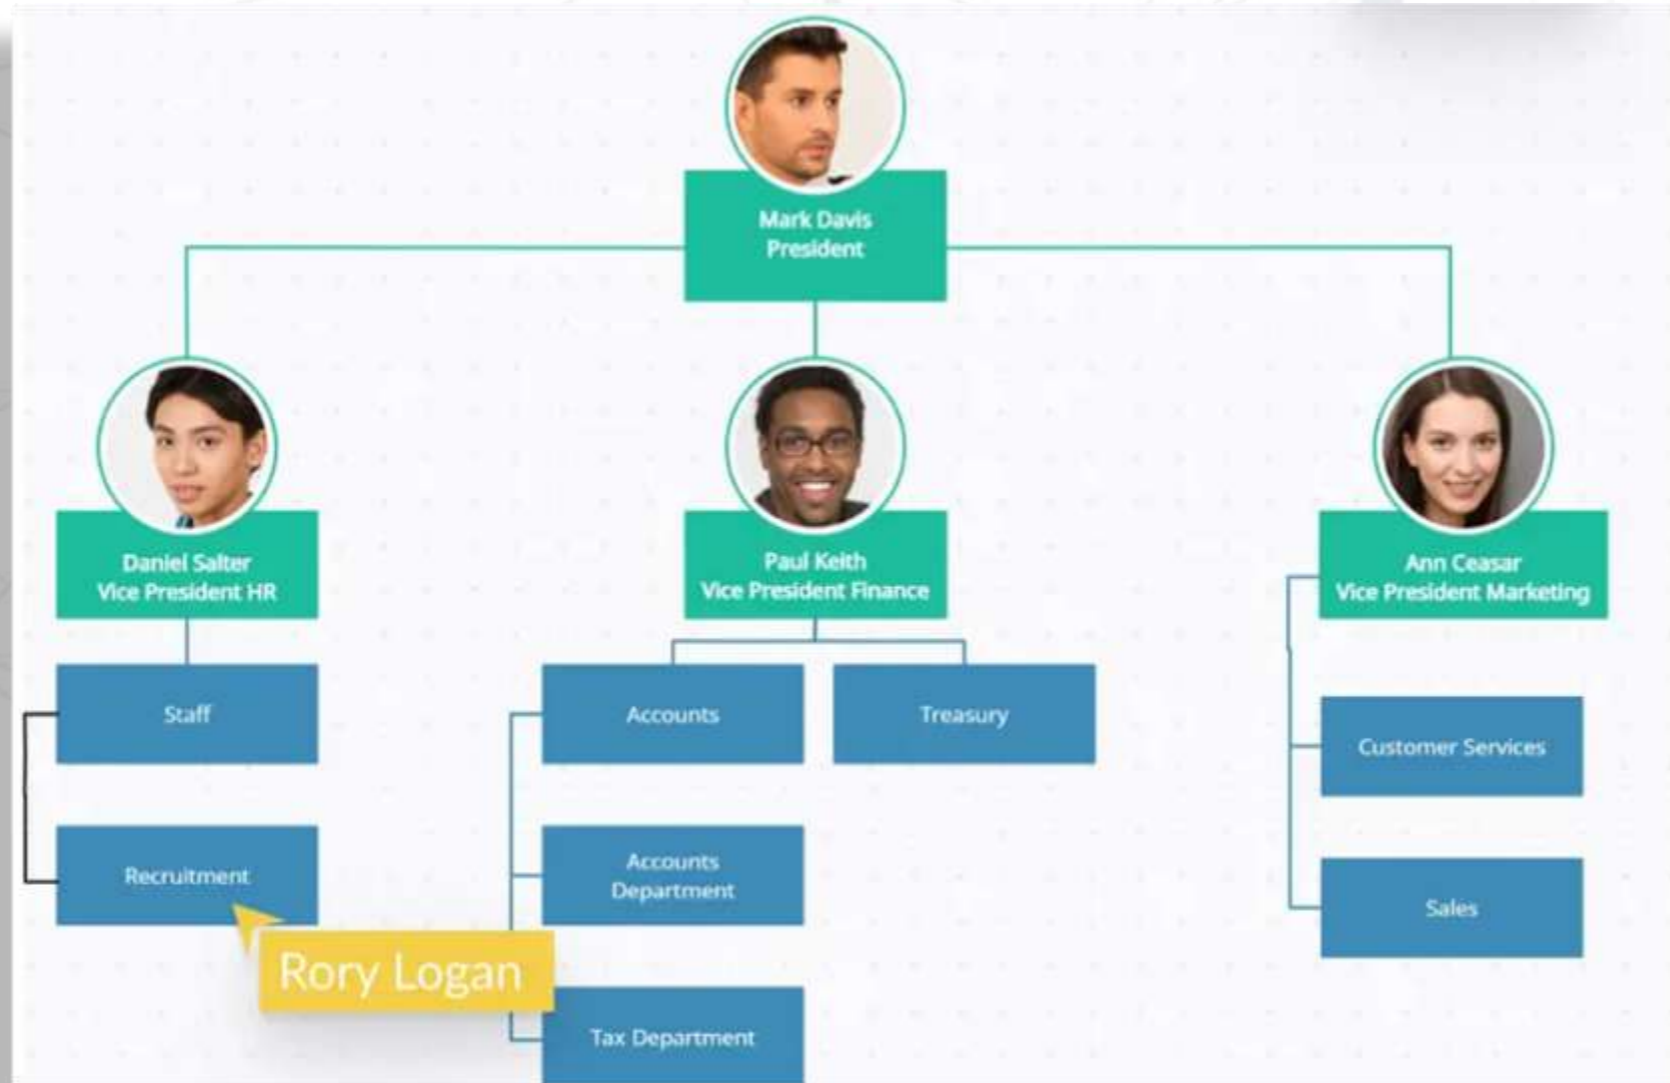 Mark Davis
President
Daniel Salter
Vice President HR
Paul Keith
Vice President Finance
Ann Ceasar
Vice President Marketing
Staff
Accounts
Treasury
Customer Services
Recruitment
Accounts
Department
Sales
Rory Logan
Tax Department